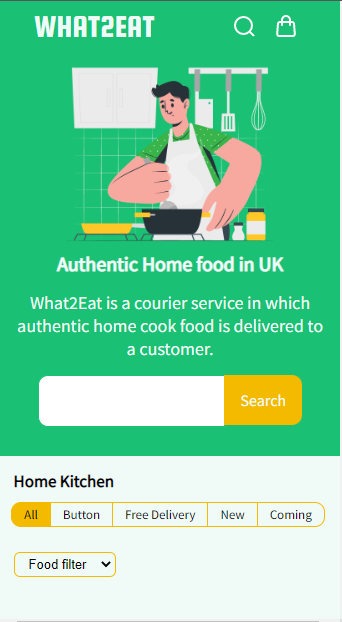 WHAT2EAT
Authentic Home food in UK
What2Eat is a courier service in which
authentic home cook food is delivered to
a customer.
Search
Home Kitchen
All Button Free Delivery New Coming
Food filter